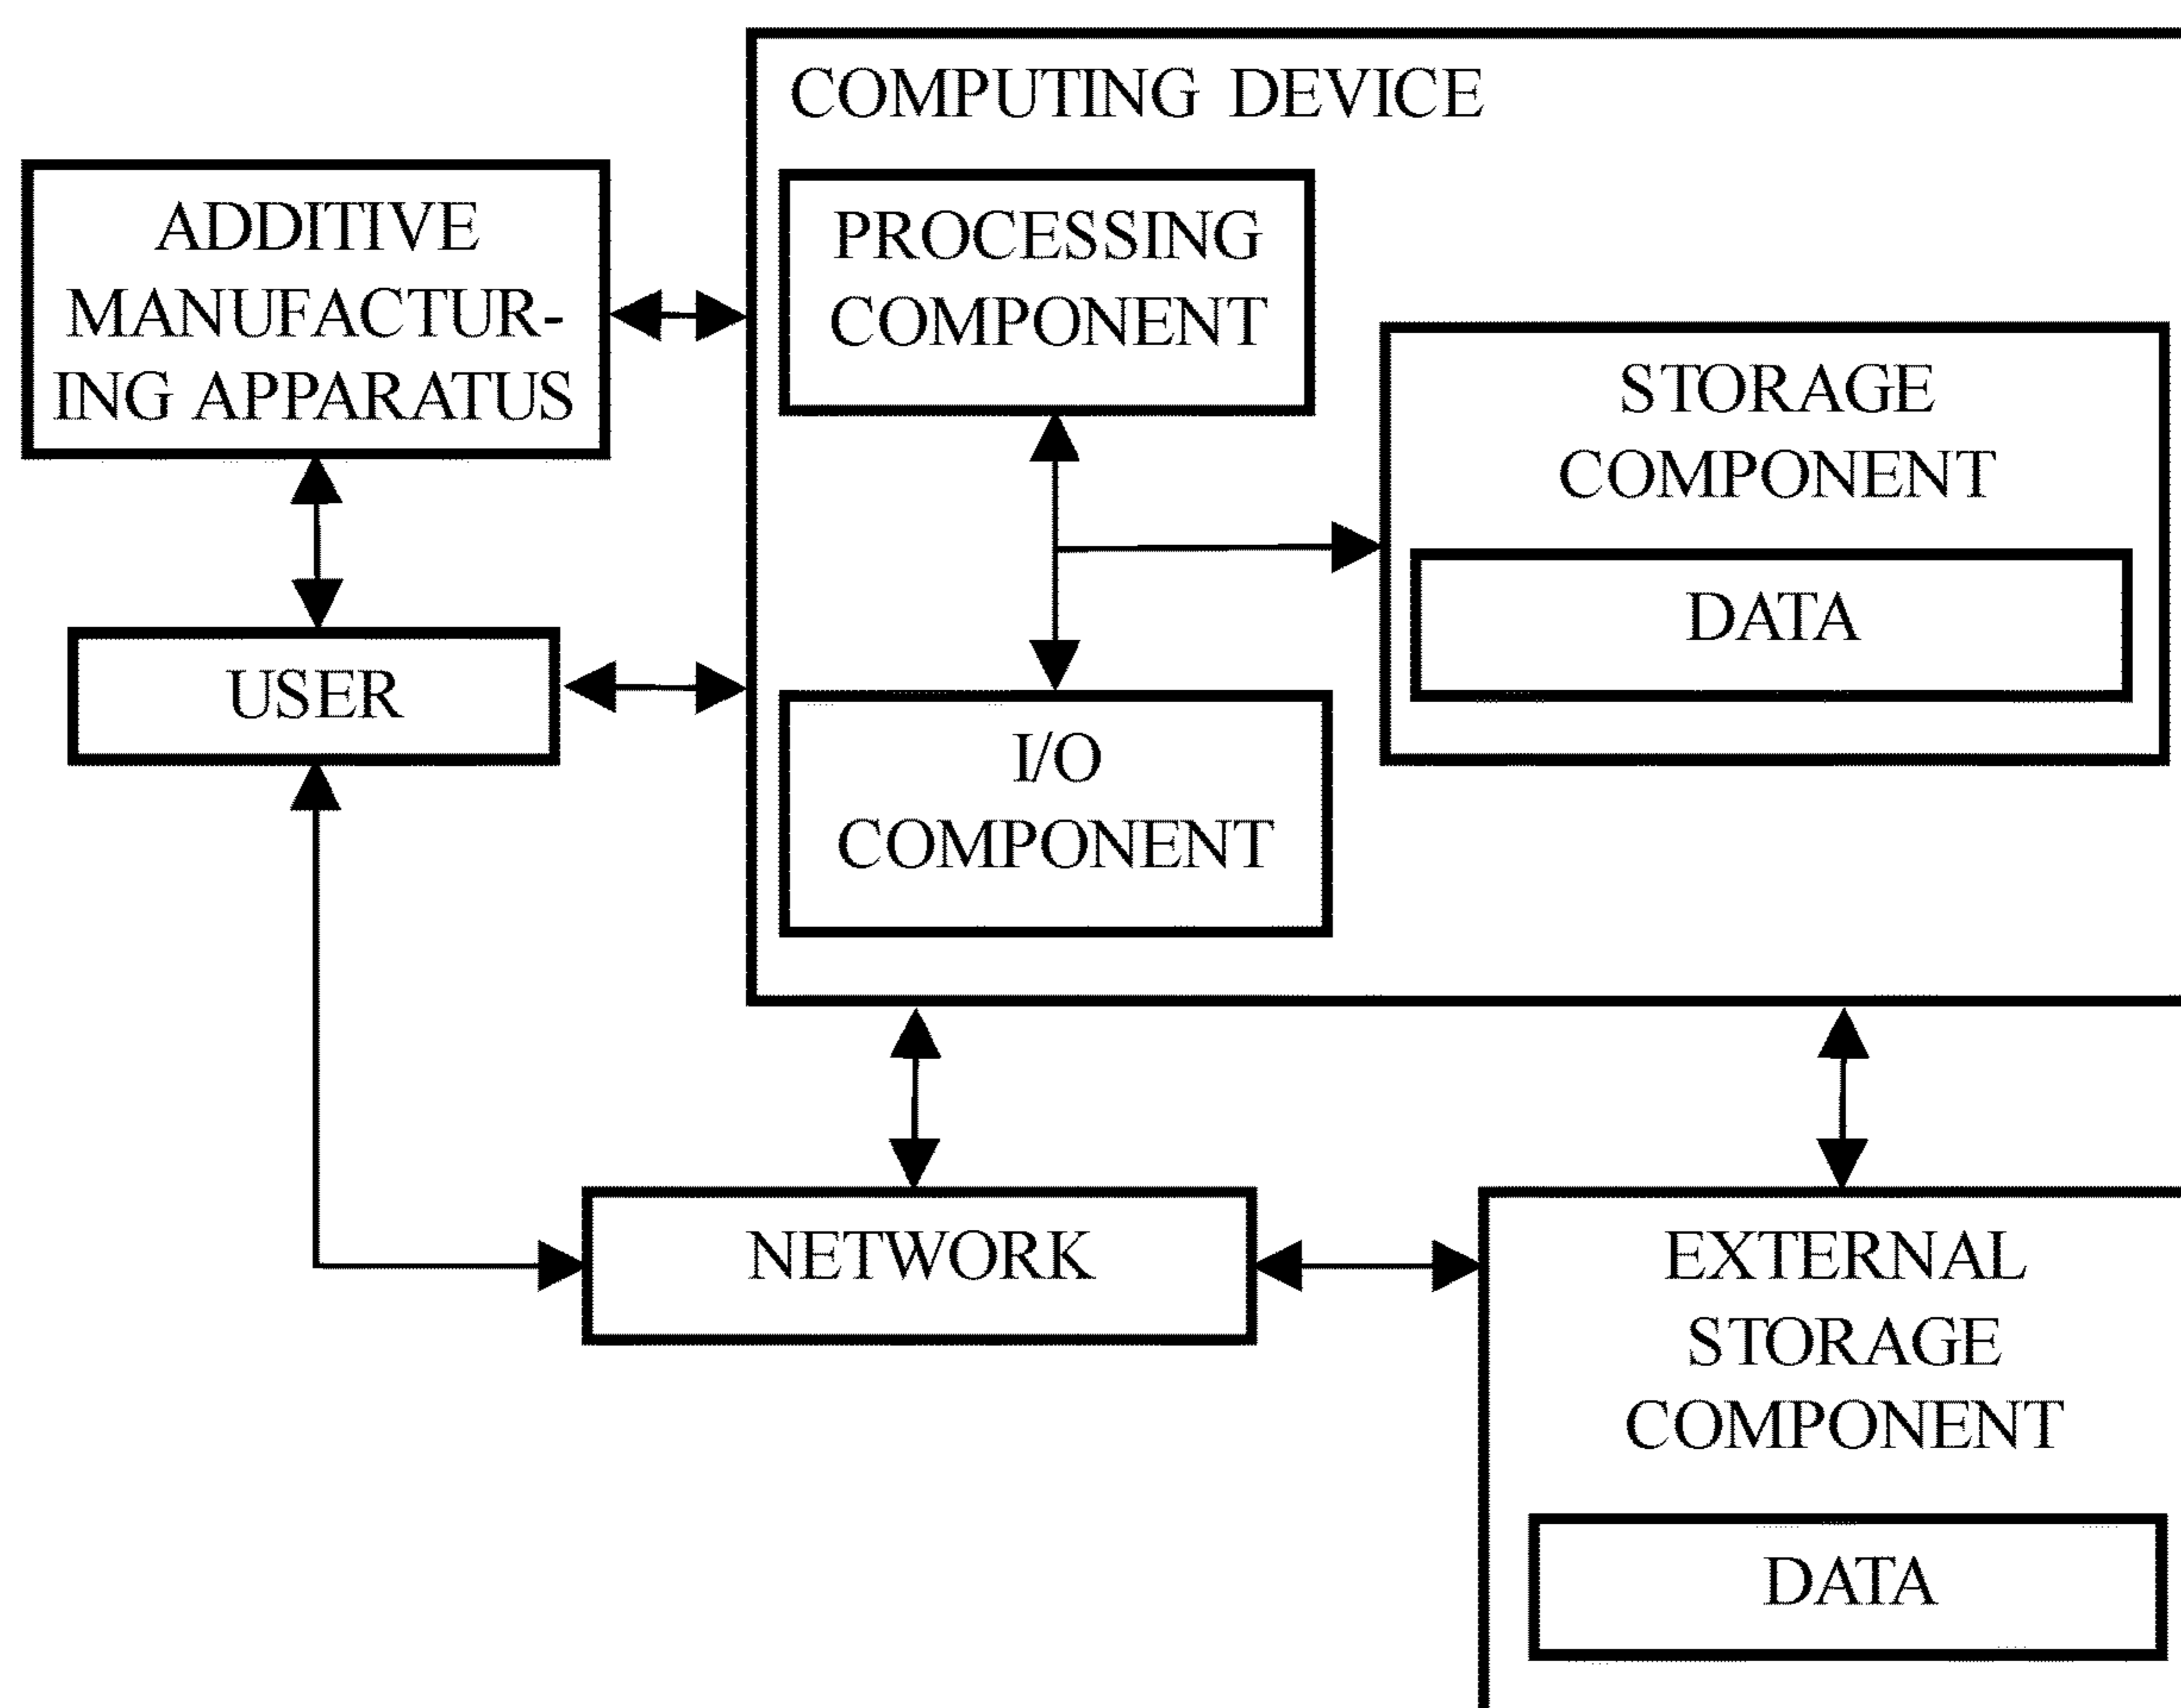 COMPUTING DEVICE
ADDITIVE
MANUFACTUR-
ING APPARATUS
PROCESSING
COMPONENT
STORAGE
COMPONENT
DATA
USER
I/O
COMPONENT
NETWORK
EXTERNAL
STORAGE
COMPONENT
DATA